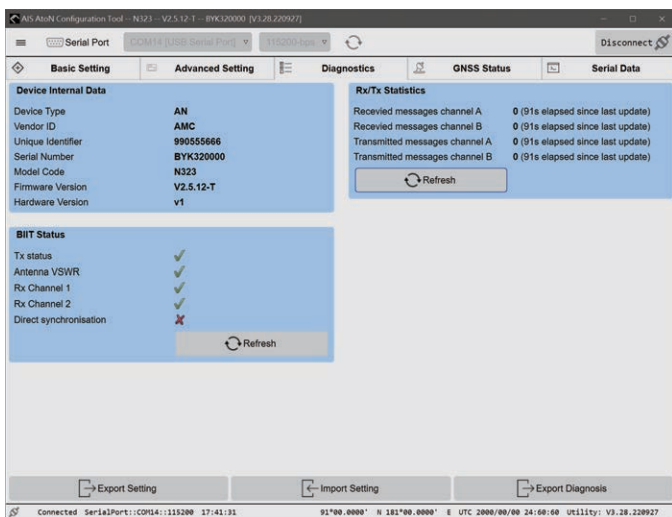 AIS AtoN Configuration Tool -- N323 -- V2.5.12-T -- BYK320000 [V3.28.220927]
Serial Port COM14 [USB Serial Port] 115200-bps Disconnect
Basic Setting Advanced Setting Diagnostics GNSS Status Serial Data
Device Internal Data
Device Type AN
Vendor ID AMC
Unique Identifier 990555666
Serial Number BYK320000
Model Code N323
Firmware Version V2.5.12-T
Hardware Version v1
Rx/Tx Statistics
Recevied messages channel A 0 (91s elapsed since last update)
Recevied messages channel B 0 (91s elapsed since last update)
Transmitted messages channel A 0 (91s elapsed since last update)
Transmitted messages channel B 0 (91s elapsed since last update)
Refresh
BIIT Status
Tx status
Antenna VSWR
Rx Channel 1
Rx Channel 2
Direct synchronisation
Refresh
Export Setting Import Setting Export Diagnosis
Connected SerialPort::COM14::115200 17:41:31 91°00.0000' N 181°00.0000' E UTC 2000/00/00 24:60:60 Utility: V3.28.220927